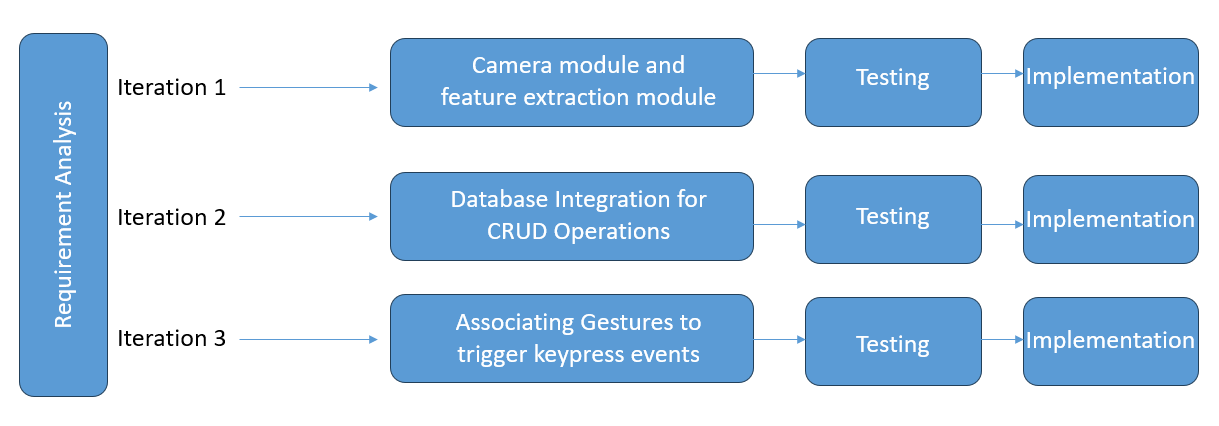 Requirement Analysis
Iteration 1
Camera module and
feature extraction module
Testing
Implementation
Iteration 2
Database Integration for
CRUD Operations
Testing
Implementation
Iteration 3
Associating Gestures to
trigger keypress events
Testing
Implementation